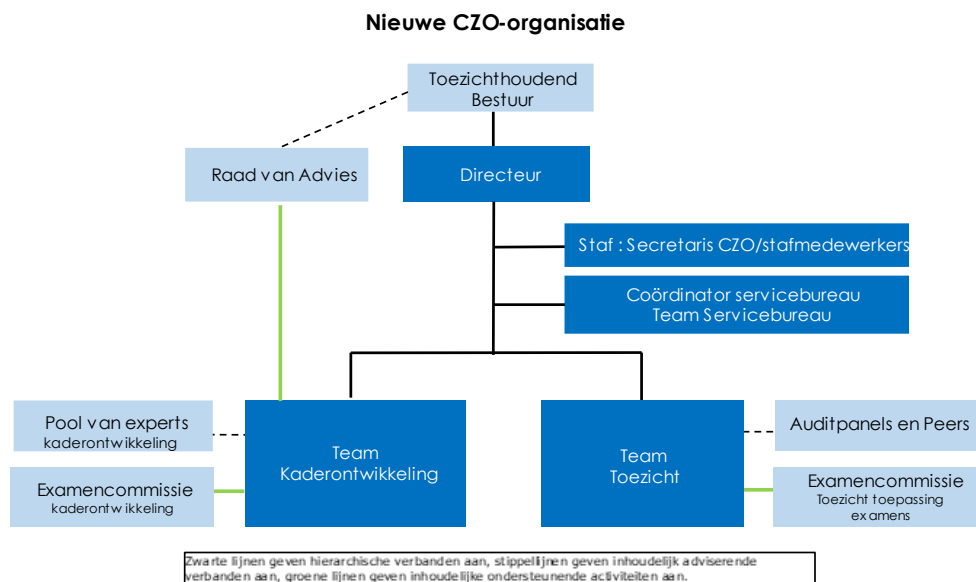 Nieuwe CZO-organisatie
Toezichthoudend
Bestuur
Raad van Advies
Directeur
Staf : Secretaris CZO/stafmedewerkers
Coördinator servicebureau
Team Servicebureau
Pool van experts
kaderontwikkeling
Team
Kaderontwikkeling
Team
Toezicht
Auditpanels en Peers
Examencommissie
kaderontwikkeling
Examencommissie
Toezicht toepassing
examens
Zwarte lijnen geven hierarchische verbanden aan, stippellijnen geven inhoudelijk adviserende
verbanden aan, groene lijnen geven inhoudelijke ondersteunende activiteiten aan.